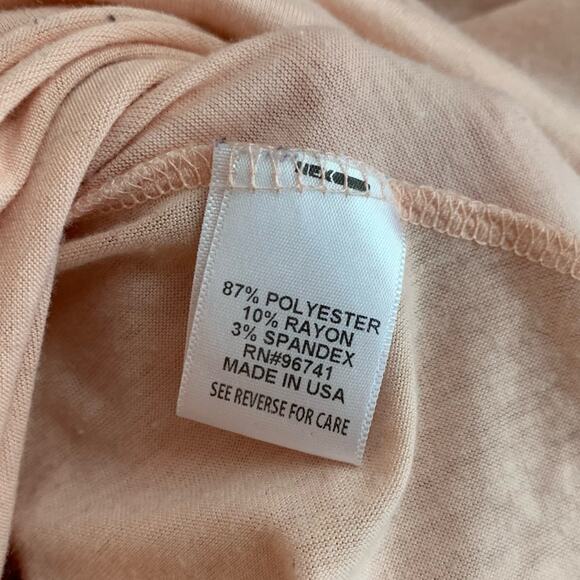 87% POLYESTER
10% RAYON
3% SPANDEX
RN#96741
MADE IN USA
SEE REVERSE FOR CARE